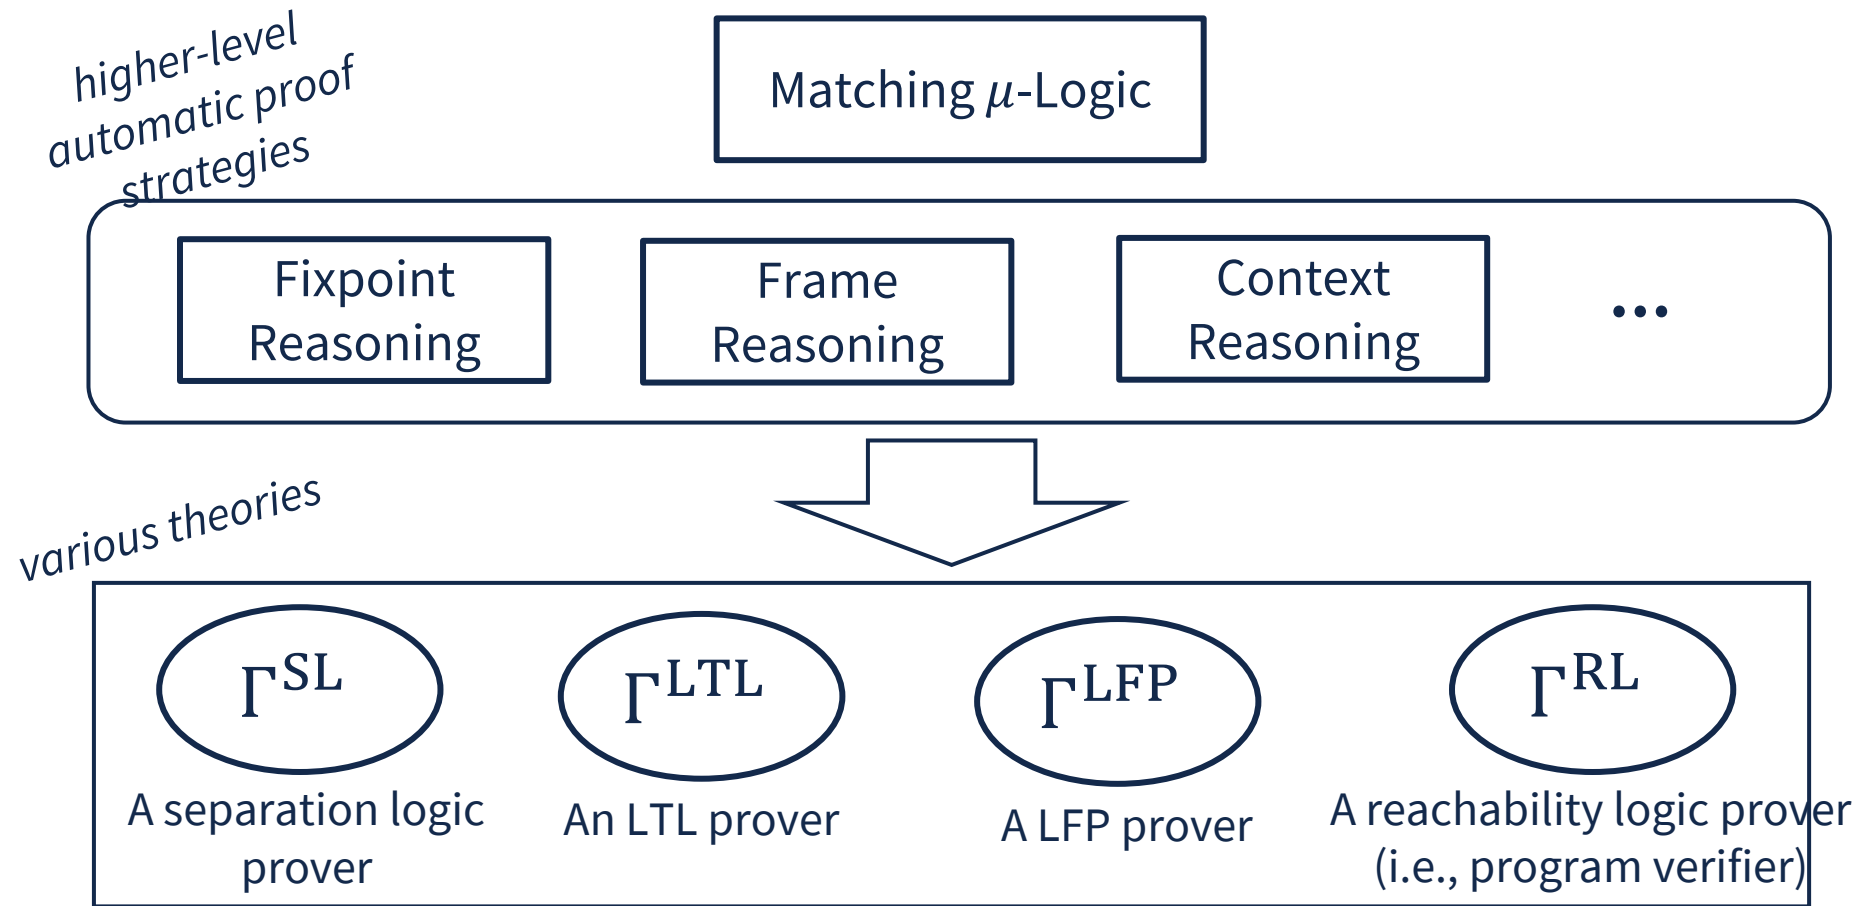 higher-level
automatic proof
strategies
Matching μ-Logic
Fixpoint
Reasoning
Frame
Reasoning
Context
Reasoning
...
various theories
Γ^SL
Γ^LTL
Γ^LFP
Γ^RL
A separation logic
prover
An LTL prover
A LFP prover
A reachability logic prover
(i.e., program verifier)